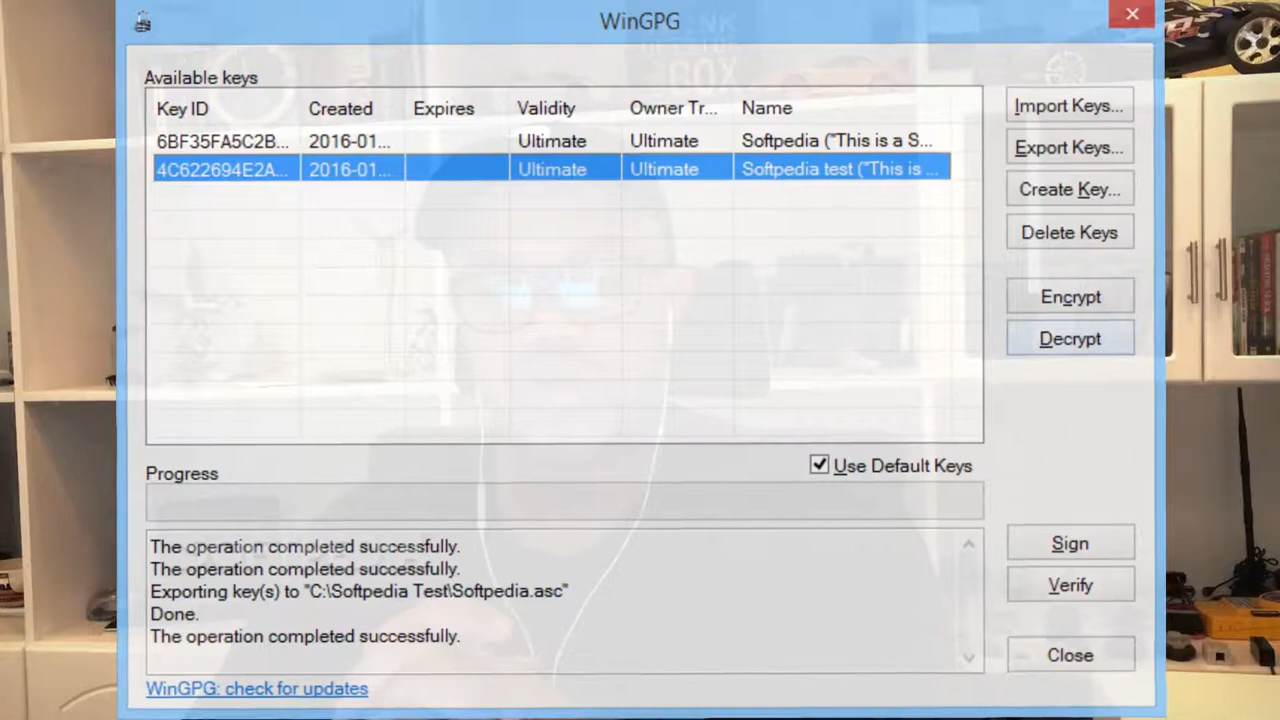 WinGPG
Available keys
Key ID Created Expires Validity Owner Tr... Name
6BF35FA5C2B... 2016-01... Ultimate Ultimate Softpedia ("This is a S...
4C622694E2A... 2016-01... Ultimate Ultimate Softpedia test ("This is ...
Import Keys...
Export Keys...
Create Key...
Delete Keys
Encrypt
Decrypt
Use Default Keys
Progress
The operation completed successfully.
The operation completed successfully.
Exporting key(s) to "C:\Softpedia Test\Softpedia.asc"
Done.
The operation completed successfully.
Sign
Verify
Close
WinGPG: check for updates
BOX